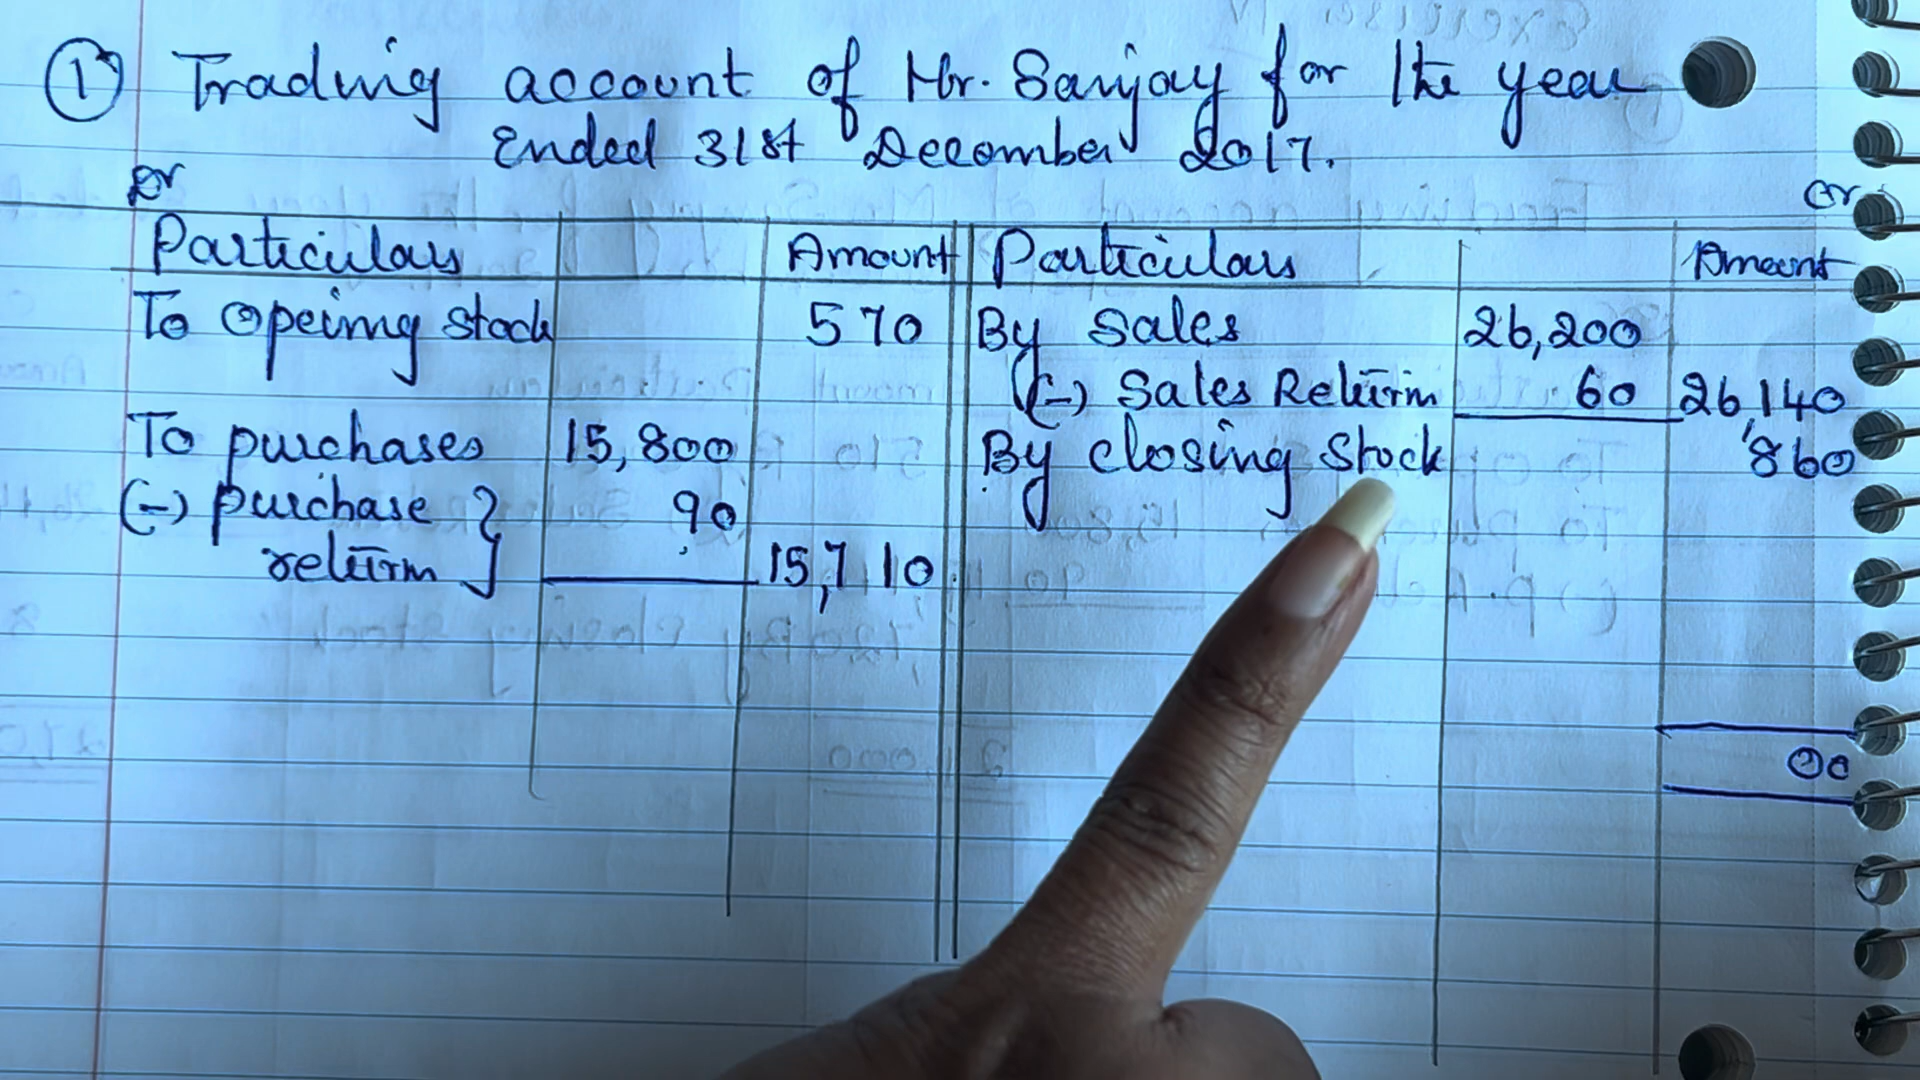 1 Trading account of Mr. Sanjay for the year
Ended 31st December 2017.
Dr Cr
Particulars Amount Particulars Amount
To opeimg stock 570 By Sales 26,200
(-) Sales Return 60 26,140
To purchases 15,800 By closing Stock 860
(-) purchase 90
return 15,710
00